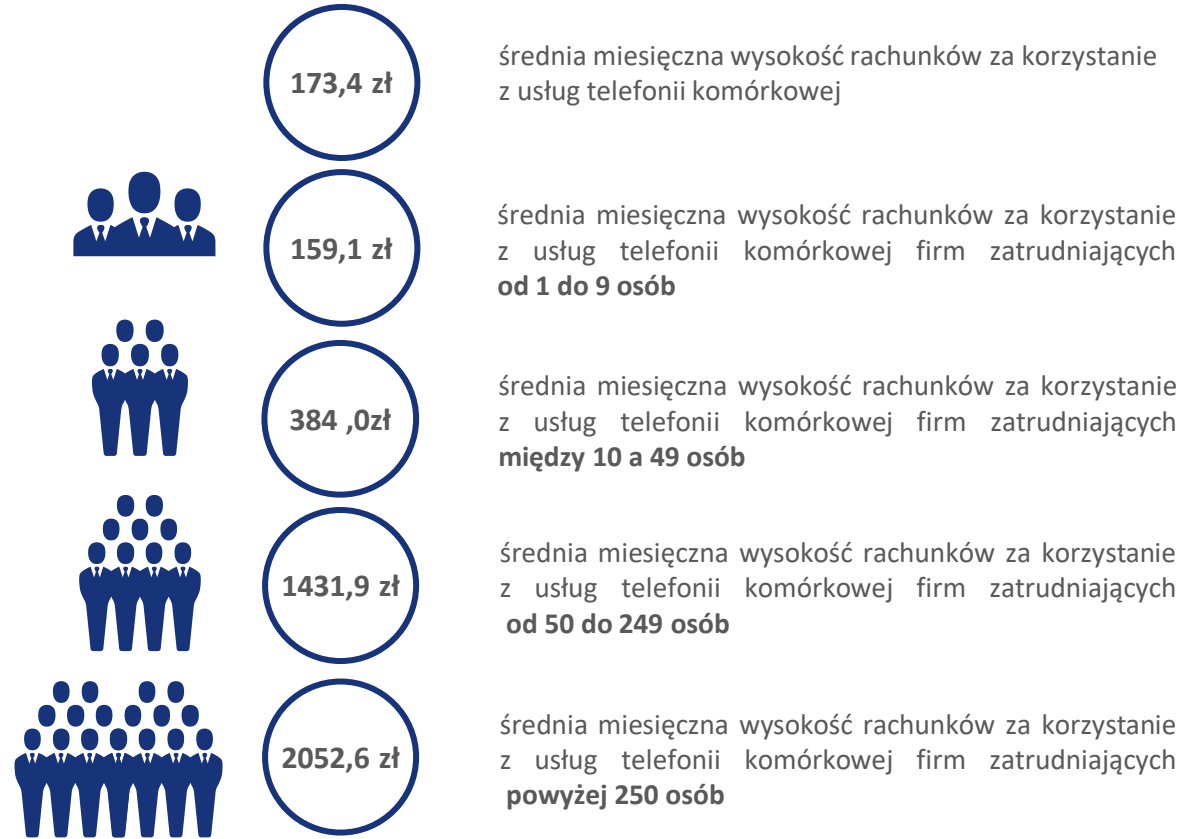 173,4 zł
średnia miesięczna wysokość rachunków za korzystanie
z usług telefonii komórkowej
159,1 zł
średnia miesięczna wysokość rachunków za korzystanie
z usług telefonii komórkowej firm zatrudniających
od 1 do 9 osób
384 ,0zł
średnia miesięczna wysokość rachunków za korzystanie
z usług telefonii komórkowej firm zatrudniających
między 10 a 49 osób
1431,9 zł
średnia miesięczna wysokość rachunków za korzystanie
z usług telefonii komórkowej firm zatrudniających
od 50 do 249 osób
2052,6 zł
średnia miesięczna wysokość rachunków za korzystanie
z usług telefonii komórkowej firm zatrudniających
powyżej 250 osób